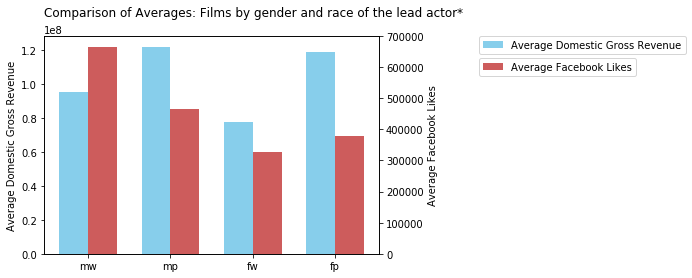 Comparison of Averages: Films by gender and race of the lead actor*
1e8
1.2
1.0
0.8
0.6
0.4
0.2
0.0
Average Domestic Gross Revenue
mw
mp
fw
fp
700000
600000
500000
400000
300000
200000
100000
0
Average Facebook Likes
Average Domestic Gross Revenue
Average Facebook Likes